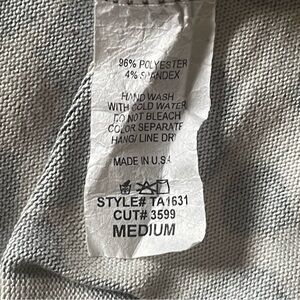 96% POLYESTER
4% SPANDEX
HAND WASH
WITH COLD WATER
DO NOT BLEACH
COLOR SEPARATE
HANG/ LINE DRY
MADE IN U.S.A
STYLE# TA1631
CUT# 3599
MEDIUM